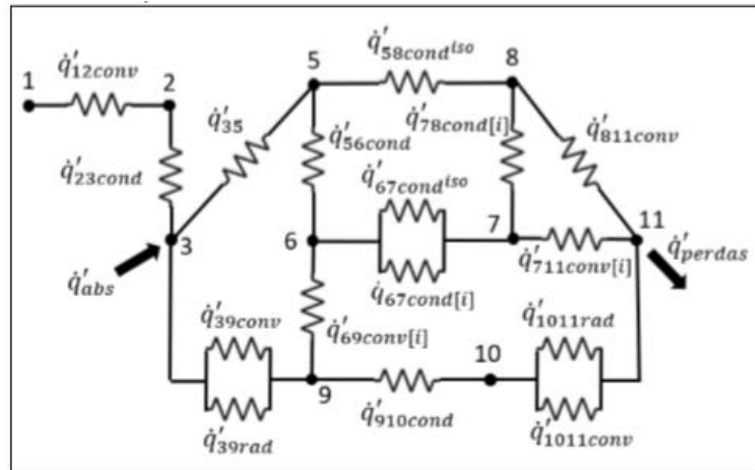 5
8
q̇′58cond^iso
1
q̇′12conv
2
q̇′35
q̇′56cond
q̇′78cond[i]
q̇′811conv
q̇′23cond
q̇′67cond^iso
3
6
7
11
q̇′abs
q̇67cond[i]
q̇′711conv[i]
q̇′perdas
q̇′39conv
q̇′69conv[i]
q̇′1011rad
10
9
q̇′39rad
q̇′910cond
q̇′1011conv